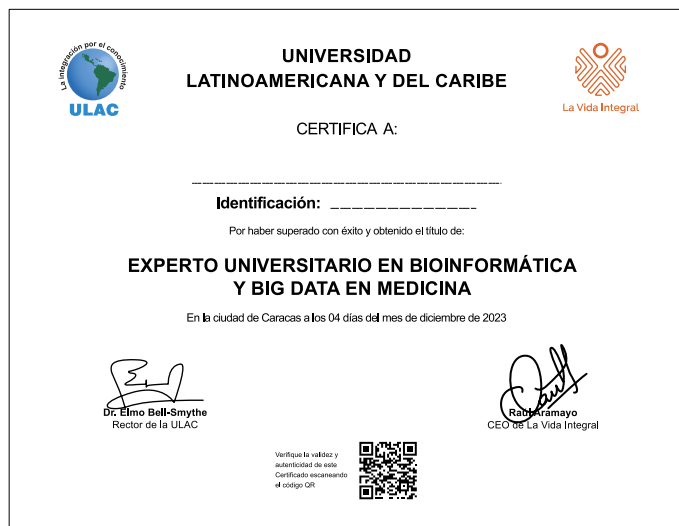 La integración por el conocimiento
ULAC
UNIVERSIDAD
LATINOAMERICANA Y DEL CARIBE
La Vida Integral
CERTIFICA A:
Identificación:
Por haber superado con éxito y obtenido el título de:
EXPERTO UNIVERSITARIO EN BIOINFORMÁTICA
Y BIG DATA EN MEDICINA
En la ciudad de Caracas a los 04 días del mes de diciembre de 2023
Dr. Elmo Bell-Smythe
Rector de la ULAC
Raúl Aramayo
CEO de La Vida Integral
Verifique la validez y
autenticidad de este
Certificado escaneando
el código QR